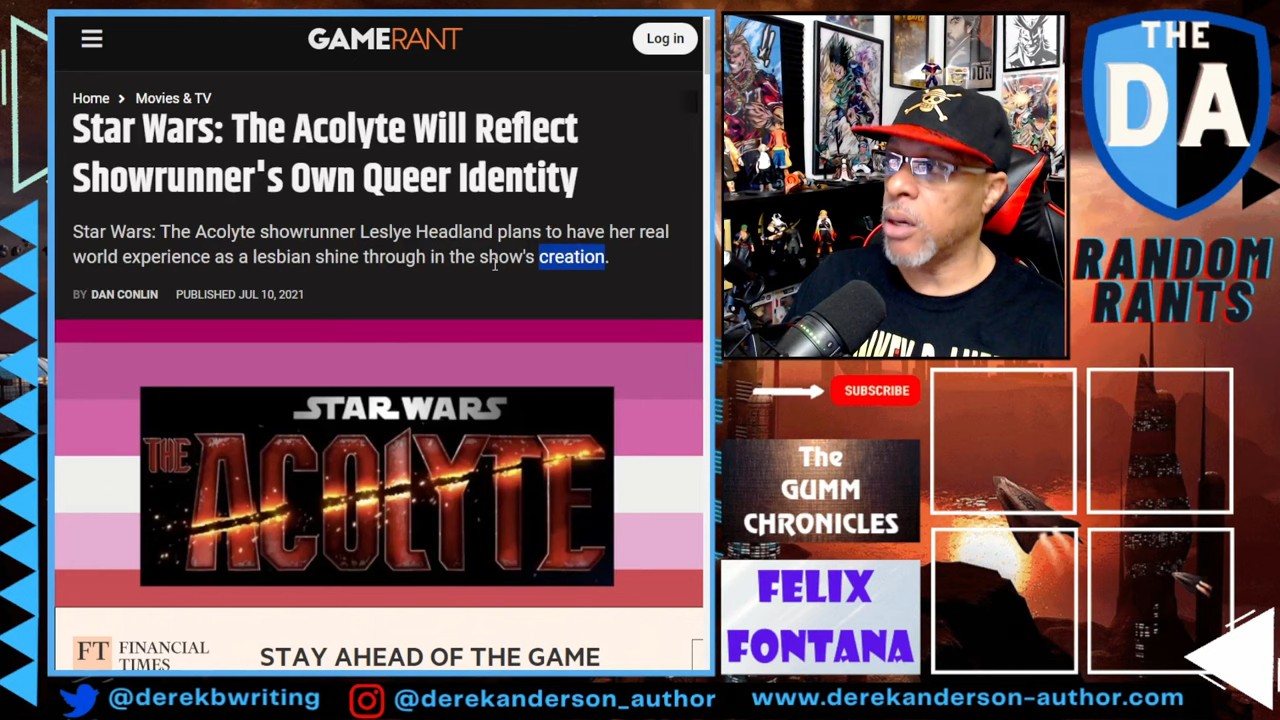 GAMERANT
Log in
Home > Movies & TV
Star Wars: The Acolyte Will Reflect
Showrunner's Own Queer Identity
Star Wars: The Acolyte showrunner Leslye Headland plans to have her real
world experience as a lesbian shine through in the show's creation.
BY DAN CONLIN PUBLISHED JUL 10, 2021
STAR WARS
THE ACOLYTE
FT FINANCIAL
TIMES
STAY AHEAD OF THE GAME
THE
DA
RANDOM
RANTS
SUBSCRIBE
The
GUMM
CHRONICLES
FELIX
FONTANA
@derekbwriting
@derekanderson_author
www.derekanderson-author.com